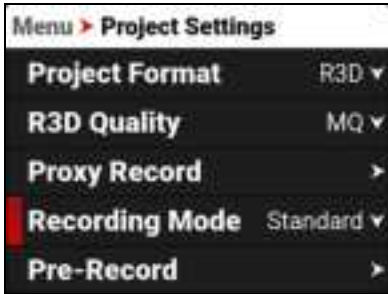 Menu > Project Settings
Project Format R3D
R3D Quality MQ
Proxy Record
Recording Mode Standard
Pre-Record